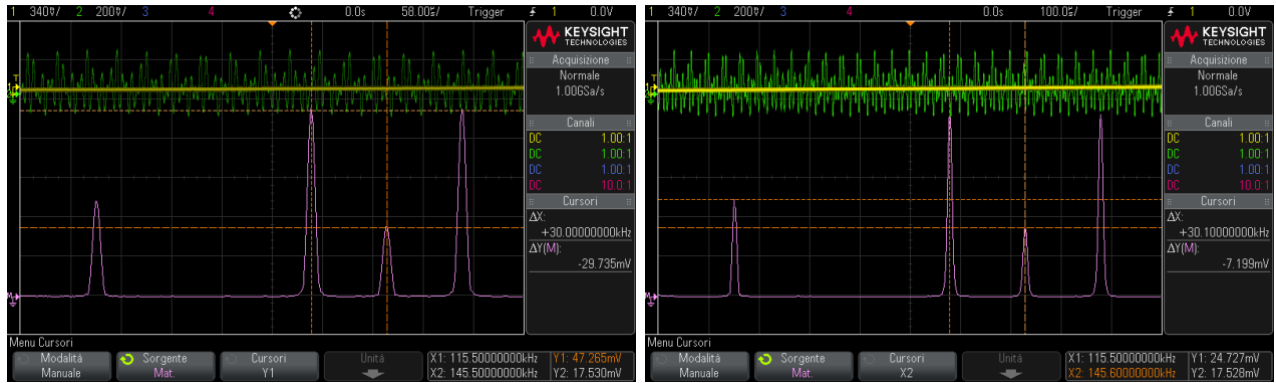 1 340▿/ 2 200▿/ 3 4 0.0s 58.00▿/ Trigger 1 0.0V
KEYSIGHT
TECHNOLOGIES
Acquisizione
Normale
1.00GSa/s
Canali
DC 1.00:1
DC 1.00:1
DC 1.00:1
DC 10.0:1
Cursori
ΔX:
+30.00000000kHz
ΔY(M):
-29.735mV
Menu Cursori
Modalità Sorgente Cursori Unità X1: 115.50000000kHz Y1: 47.265mV
Manuale Mat. Y1 X2: 145.50000000kHz Y2: 17.530mV
1 340▿/ 2 200▿/ 3 4 0.0s 100.0▿/ Trigger 1 0.0V
KEYSIGHT
TECHNOLOGIES
Acquisizione
Normale
1.00GSa/s
Canali
DC 1.00:1
DC 1.00:1
DC 1.00:1
DC 10.0:1
Cursori
ΔX:
+30.10000000kHz
ΔY(M):
-7.199mV
Menu Cursori
Modalità Sorgente Cursori Unità X1: 115.50000000kHz Y1: 24.727mV
Manuale Mat. X2 X2: 145.60000000kHz Y2: 17.528mV